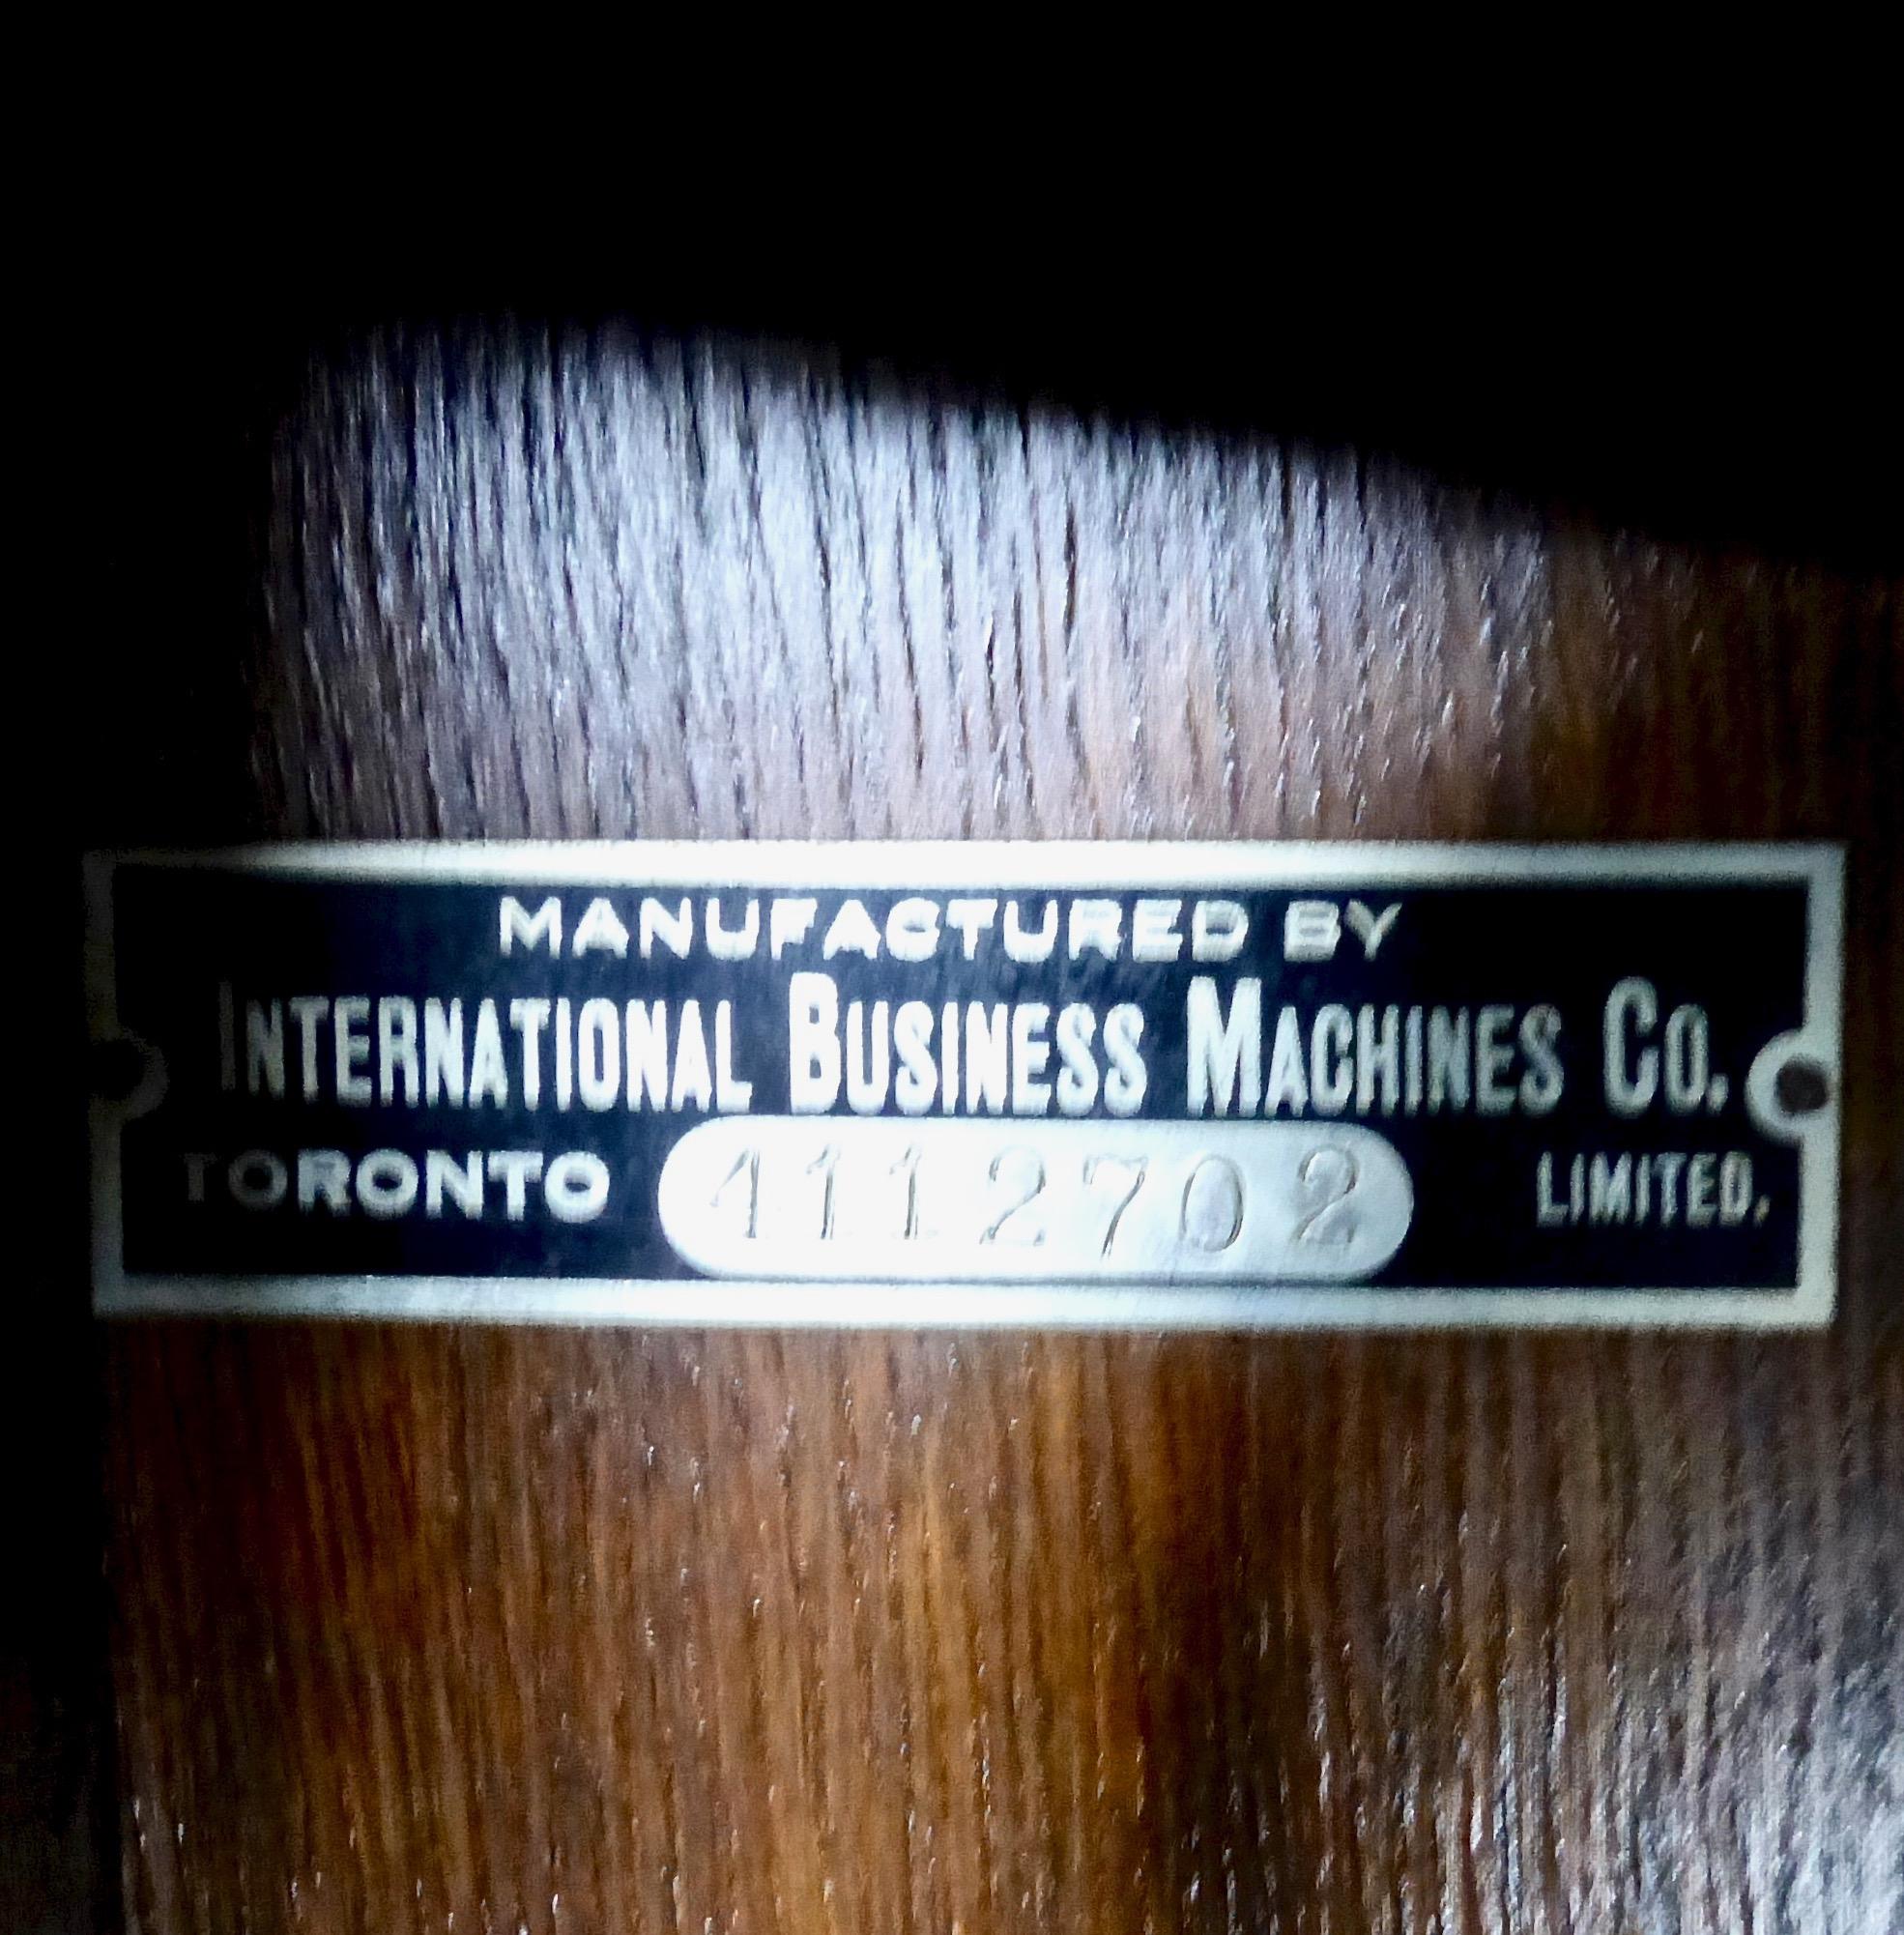 MANUFACTURED BY
INTERNATIONAL BUSINESS MACHINES CO.
TORONTO 4112702 LIMITED.